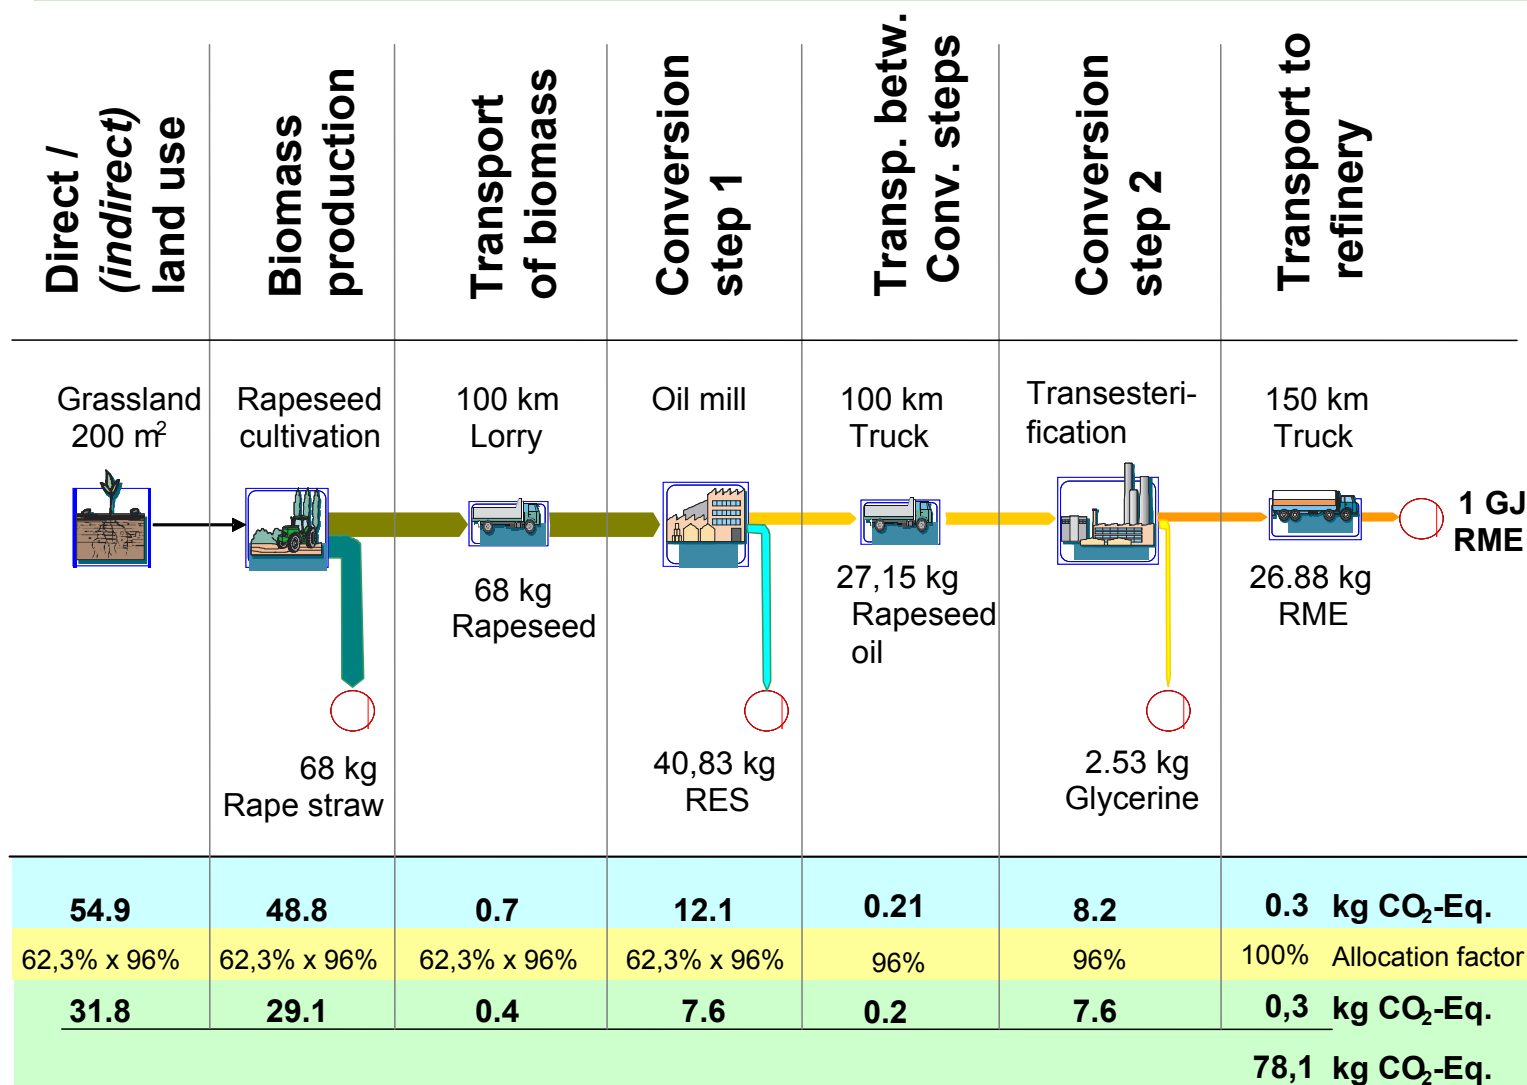 Direct /
(indirect)
land use
Biomass
production
Transport
of biomass
Conversion
step 1
Transp. betw.
Conv. steps
Conversion
step 2
Transport to
refinery
Grassland
200 m²
Rapeseed
cultivation
100 km
Lorry
Oil mill
100 km
Truck
Transesteri-
fication
150 km
Truck
1 GJ
RME
68 kg
Rapeseed
27,15 kg
Rapeseed
oil
26.88 kg
RME
68 kg
Rape straw
40,83 kg
RES
2.53 kg
Glycerine
54.9 48.8 0.7 12.1 0.21 8.2 0.3 kg CO₂-Eq.
62,3% x 96% 62,3% x 96% 62,3% x 96% 62,3% x 96% 96% 96% 100% Allocation factor
31.8 29.1 0.4 7.6 0.2 7.6 0,3 kg CO₂-Eq.
78,1 kg CO₂-Eq.